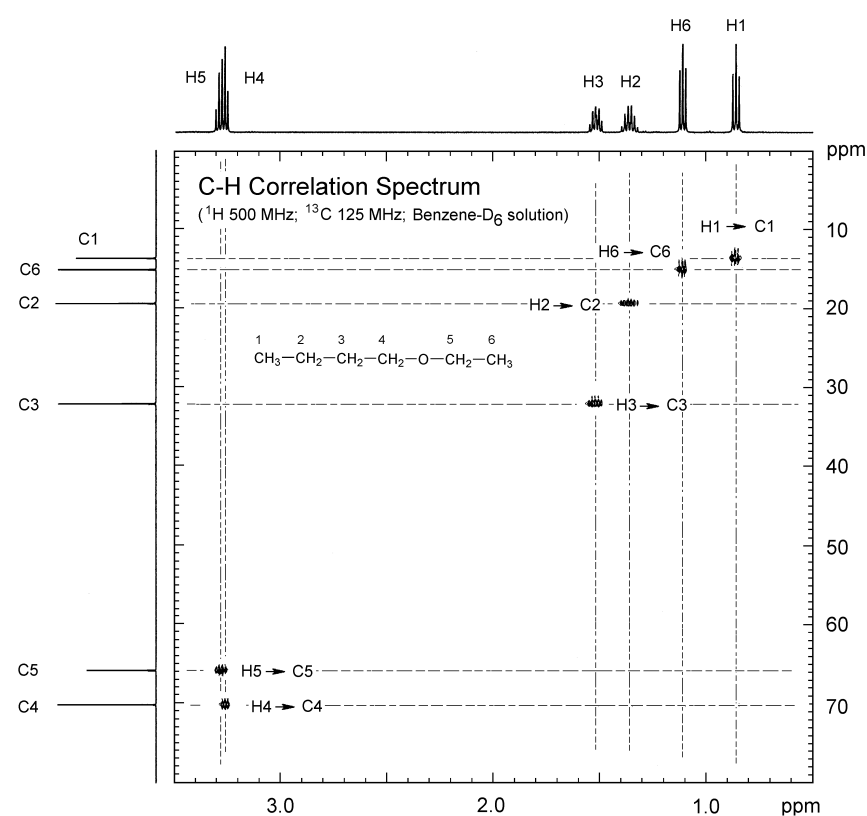 H6 H1
H5 H4
H3 H2
ppm
C-H Correlation Spectrum
(¹H 500 MHz; ¹³C 125 MHz; Benzene-D₆ solution)
H1 → C1
10
C1
H6 → C6
C6
C2
H2 → C2
20
1 2 3 4 5 6
CH₃—CH₂—CH₂—CH₂—O—CH₂—CH₃
30
C3
H3 → C3
40
50
60
C5
H5 → C5
C4
H4 → C4
70
3.0 2.0 1.0 ppm